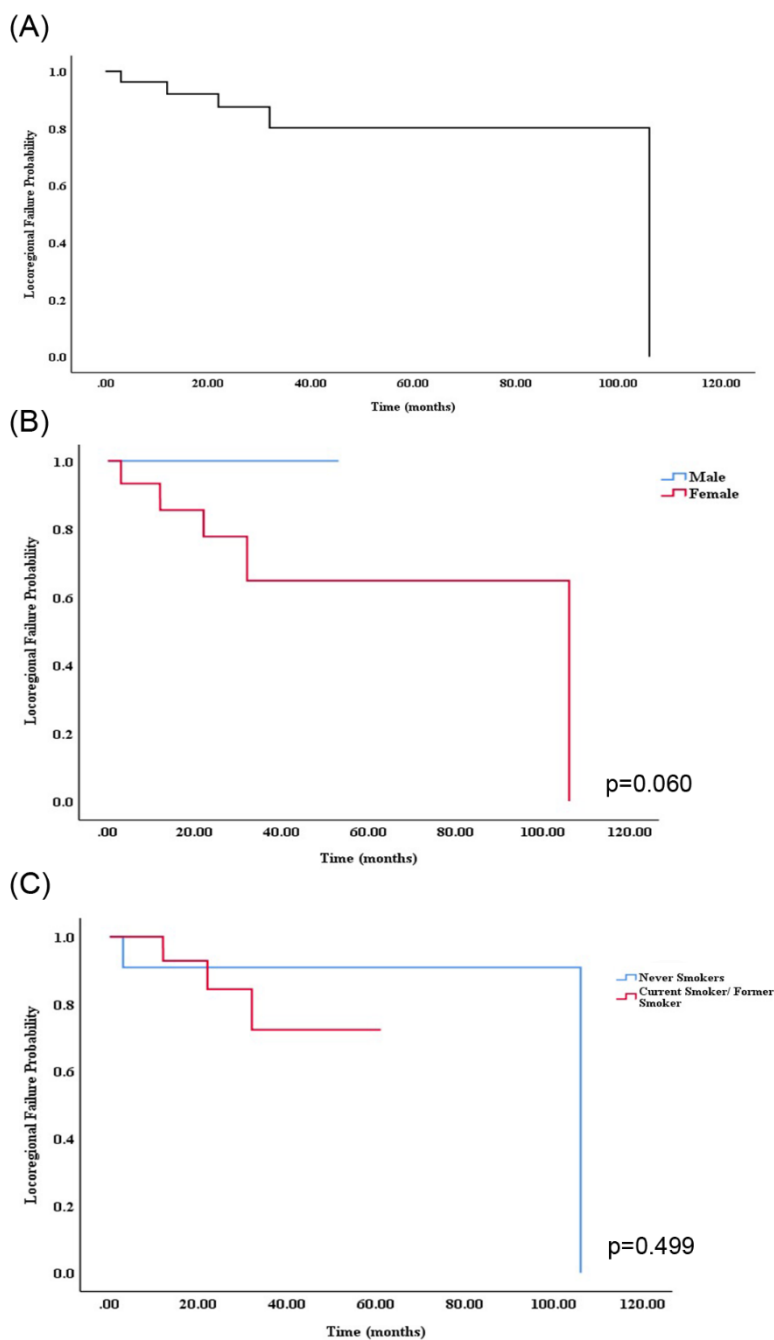 (A)
1.0
0.8
0.6
0.4
0.2
0.0
Locoregional Failure Probability
.00 20.00 40.00 60.00 80.00 100.00 120.00
Time (months)
(B)
1.0
0.8
0.6
0.4
0.2
0.0
Locoregional Failure Probability
Male
Female
p=0.060
.00 20.00 40.00 60.00 80.00 100.00 120.00
Time (months)
(C)
1.0
0.8
0.6
0.4
0.2
0.0
Locoregional Failure Probability
Never Smokers
Current Smoker/ Former
Smoker
p=0.499
.00 20.00 40.00 60.00 80.00 100.00 120.00
Time (months)